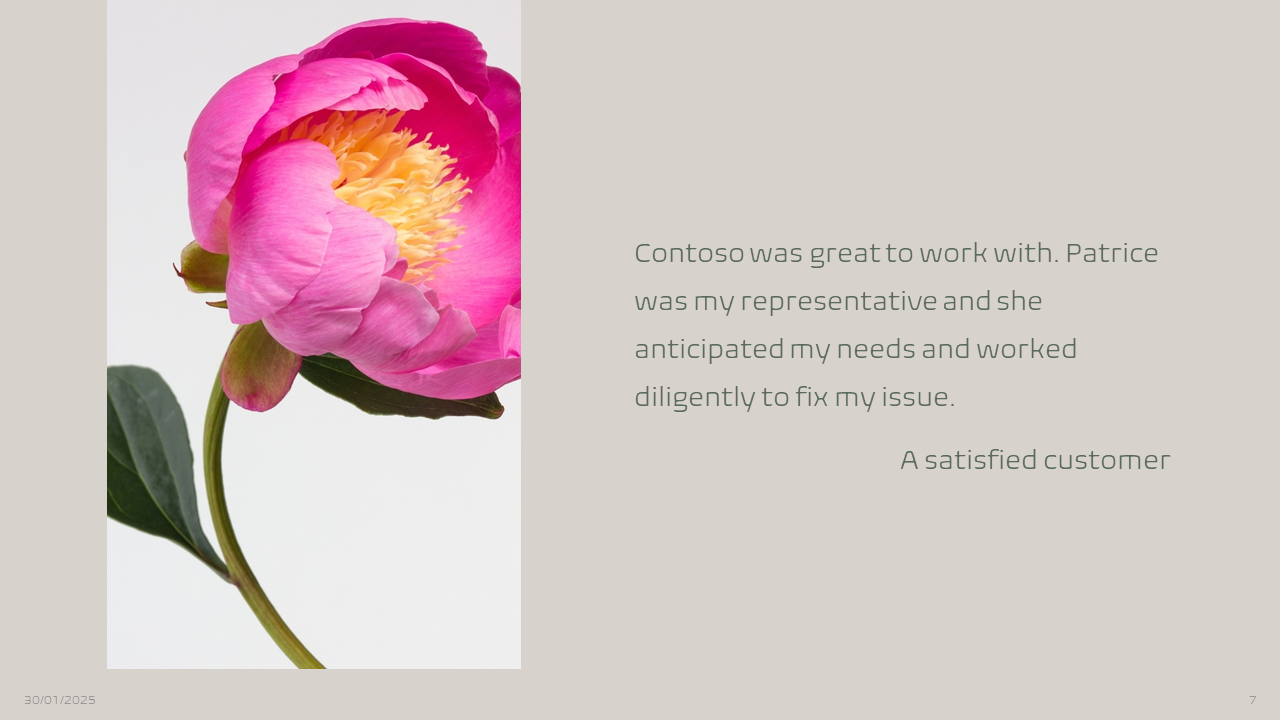 Contoso was great to work with. Patrice
was my representative and she
anticipated my needs and worked
diligently to fix my issue.
A satisfied customer
30/01/2025
7